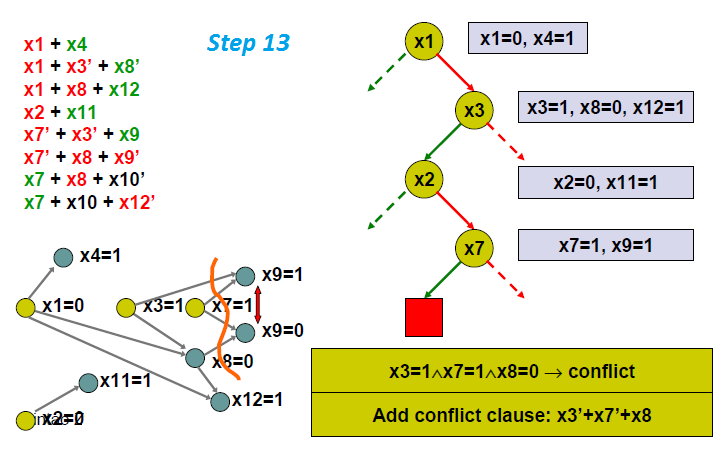 Step 13
x1 + x4
x1 + x3’ + x8’
x1 + x8 + x12
x2 + x11
x7’ + x3’ + x9
x7’ + x8 + x9’
x7 + x8 + x10’
x7 + x10 + x12’
x1
x1=0, x4=1
x3
x3=1, x8=0, x12=1
x2
x2=0, x11=1
x7
x7=1, x9=1
x4=1
x9=1
x1=0
x3=1
x7=1
x9=0
x8=0
x11=1
x12=1
x2=0
x3=1∧x7=1∧x8=0 → conflict
Add conflict clause: x3’+x7’+x8